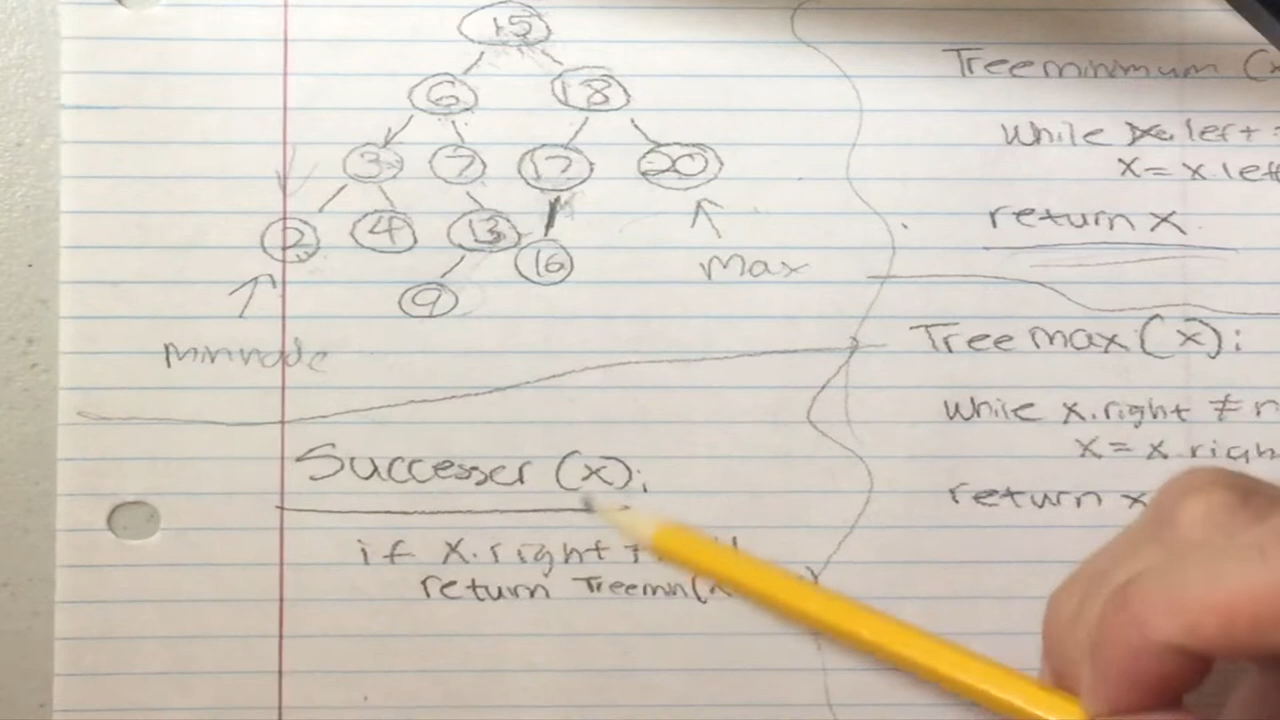 15
6 18
3 7 17 20
2 4 13 16
9
max
minnode
Treeminimum (x
while x.left
x = x.left
return x
Tree max (x):
while x.right ≠ n
x = x.righ
return x
Successer (x):
if x.right
return Treemin(